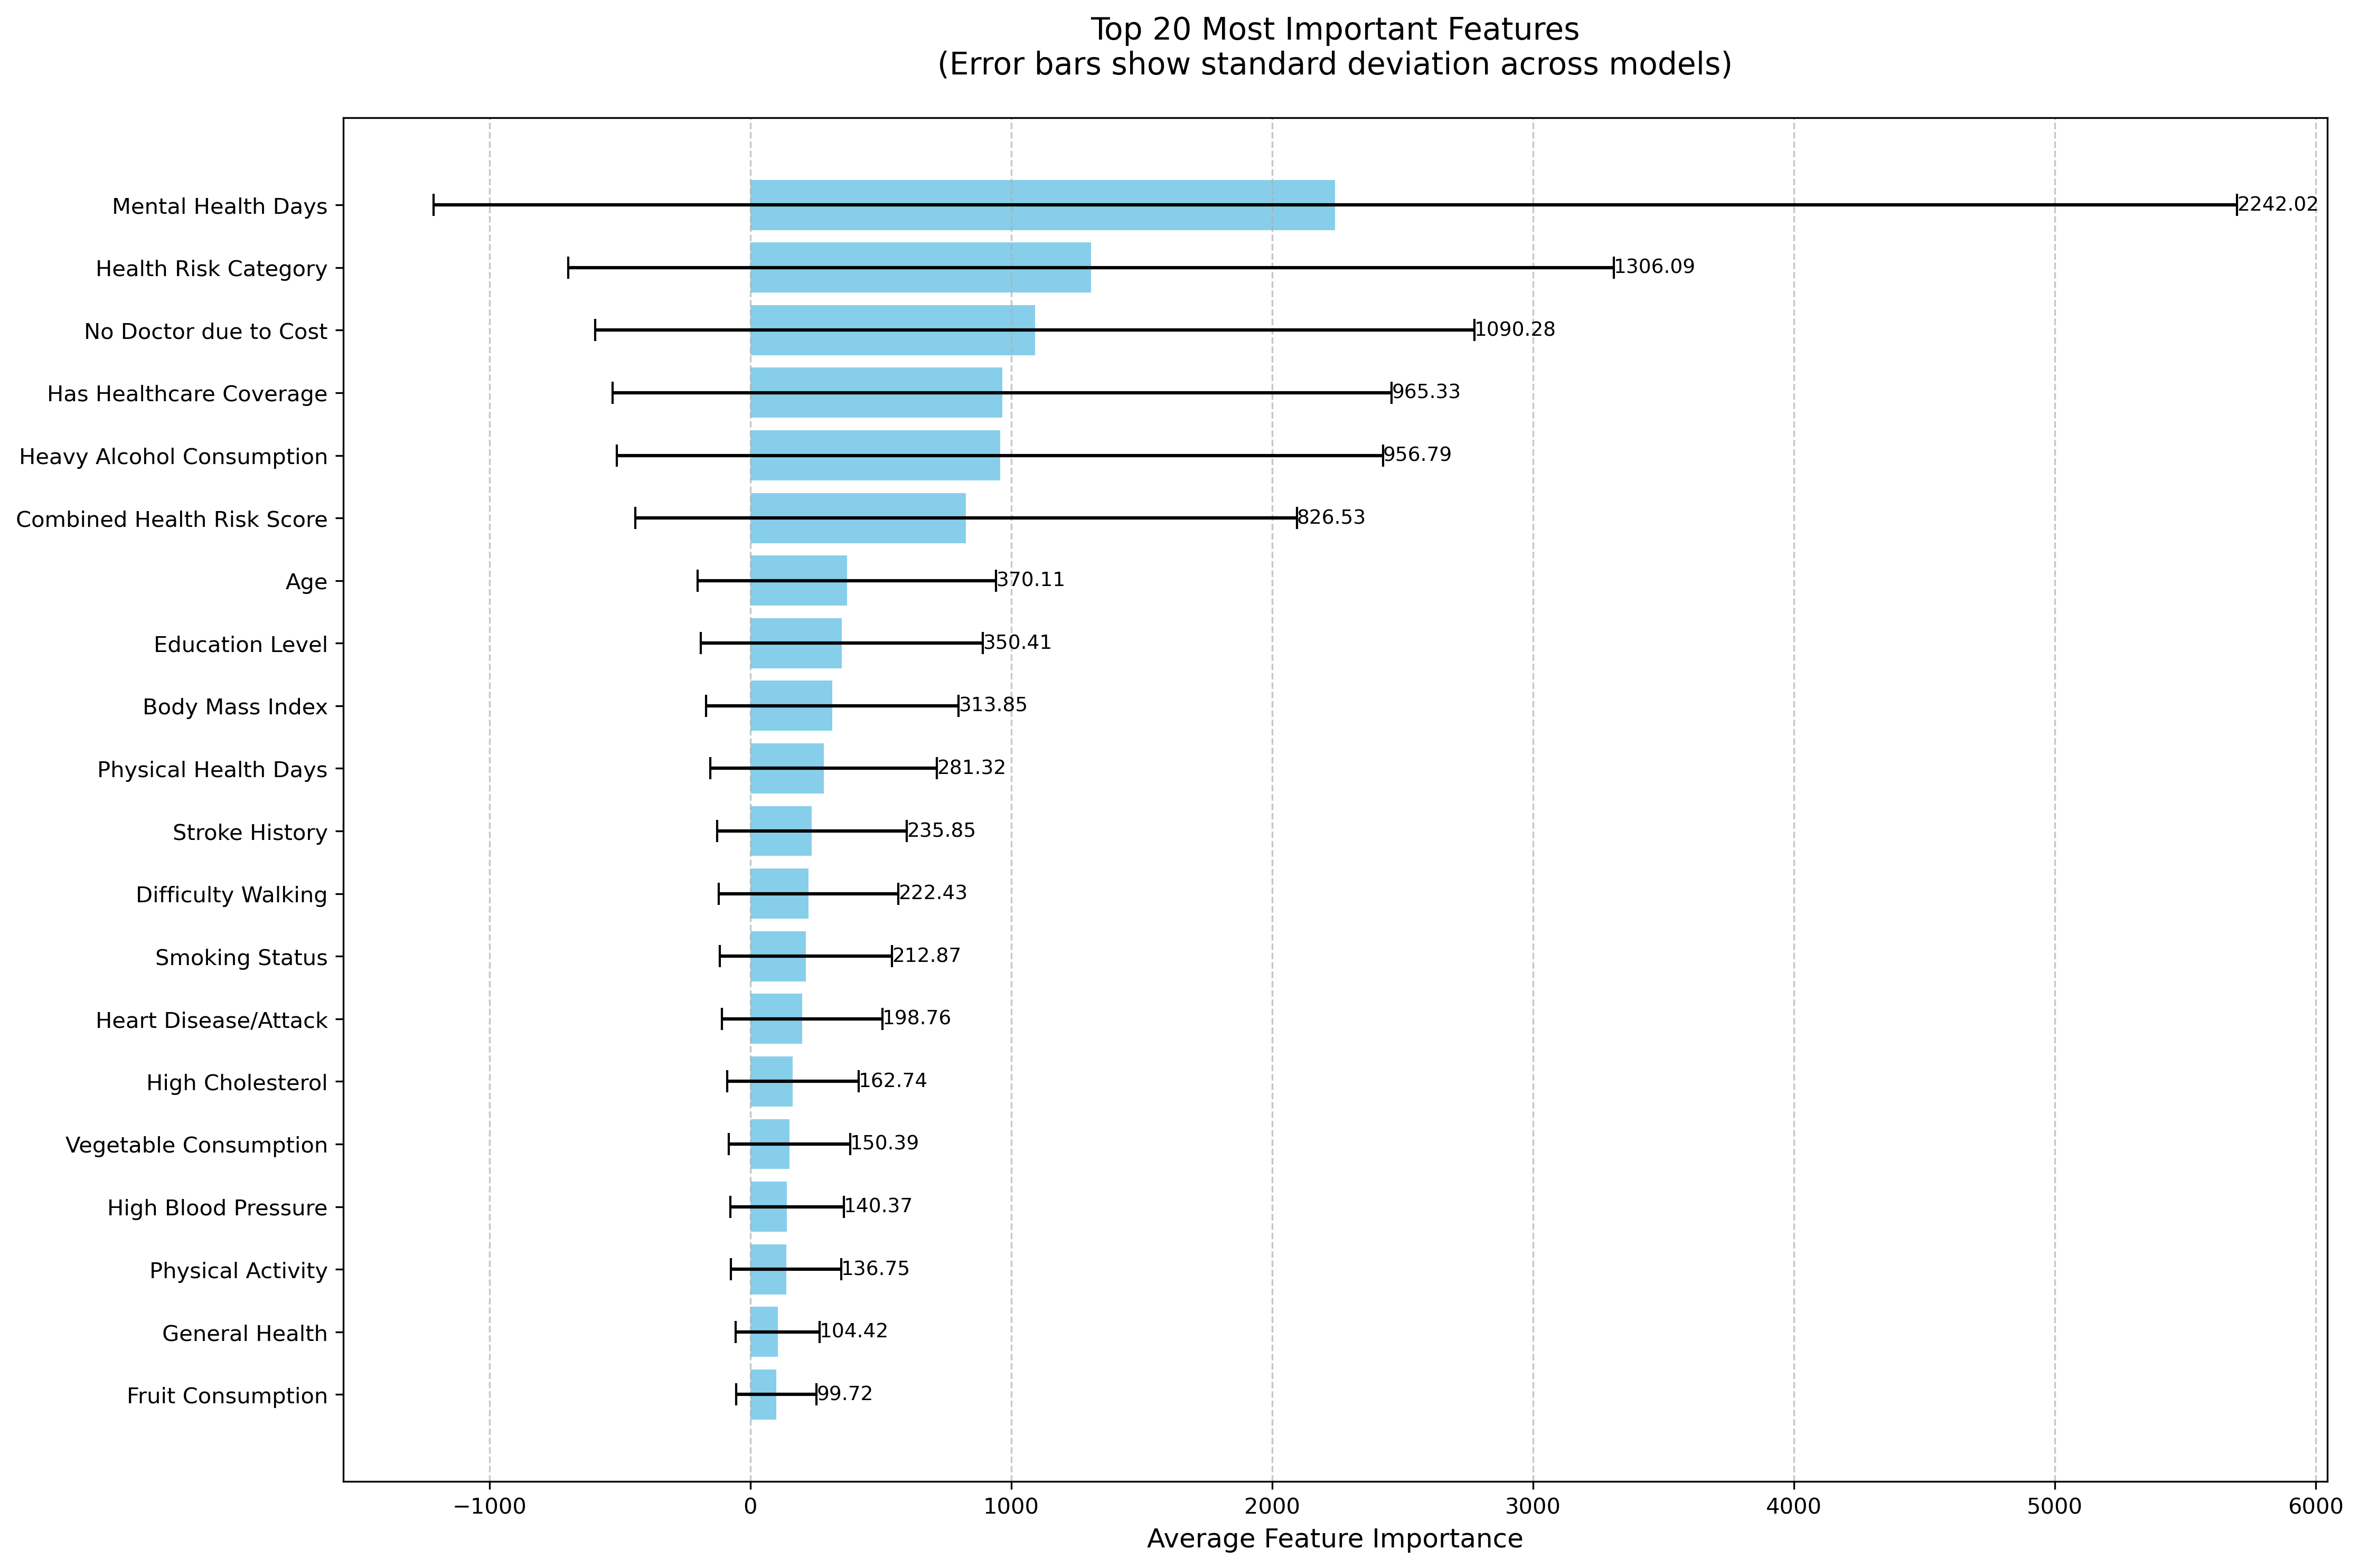 Top 20 Most Important Features
(Error bars show standard deviation across models)
Mental Health Days
2242.02
Health Risk Category
1306.09
No Doctor due to Cost
1090.28
Has Healthcare Coverage
965.33
Heavy Alcohol Consumption
956.79
Combined Health Risk Score
826.53
Age
370.11
Education Level
350.41
Body Mass Index
313.85
Physical Health Days
281.32
Stroke History
235.85
Difficulty Walking
222.43
Smoking Status
212.87
Heart Disease/Attack
198.76
High Cholesterol
162.74
Vegetable Consumption
150.39
High Blood Pressure
140.37
Physical Activity
136.75
General Health
104.42
Fruit Consumption
99.72
−1000 0 1000 2000 3000 4000 5000 6000
Average Feature Importance